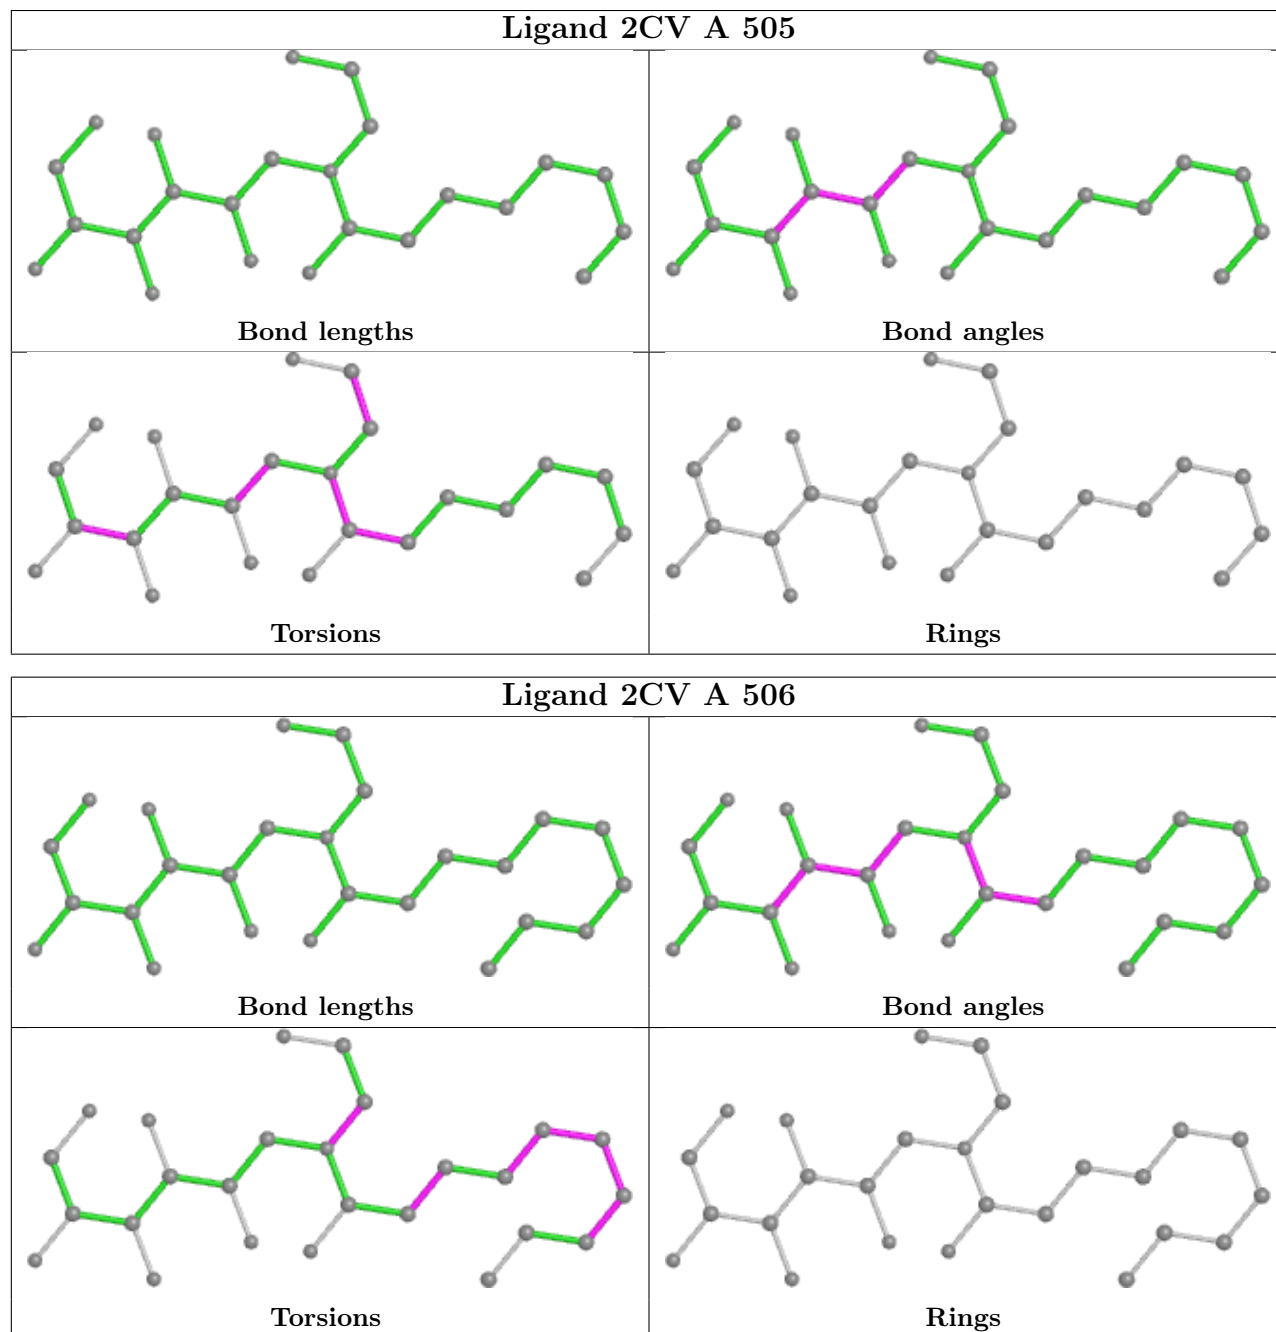 Ligand 2CV A 505
Bond lengths
Bond angles
Torsions
Rings
Ligand 2CV A 506
Bond lengths
Bond angles
Torsions
Rings